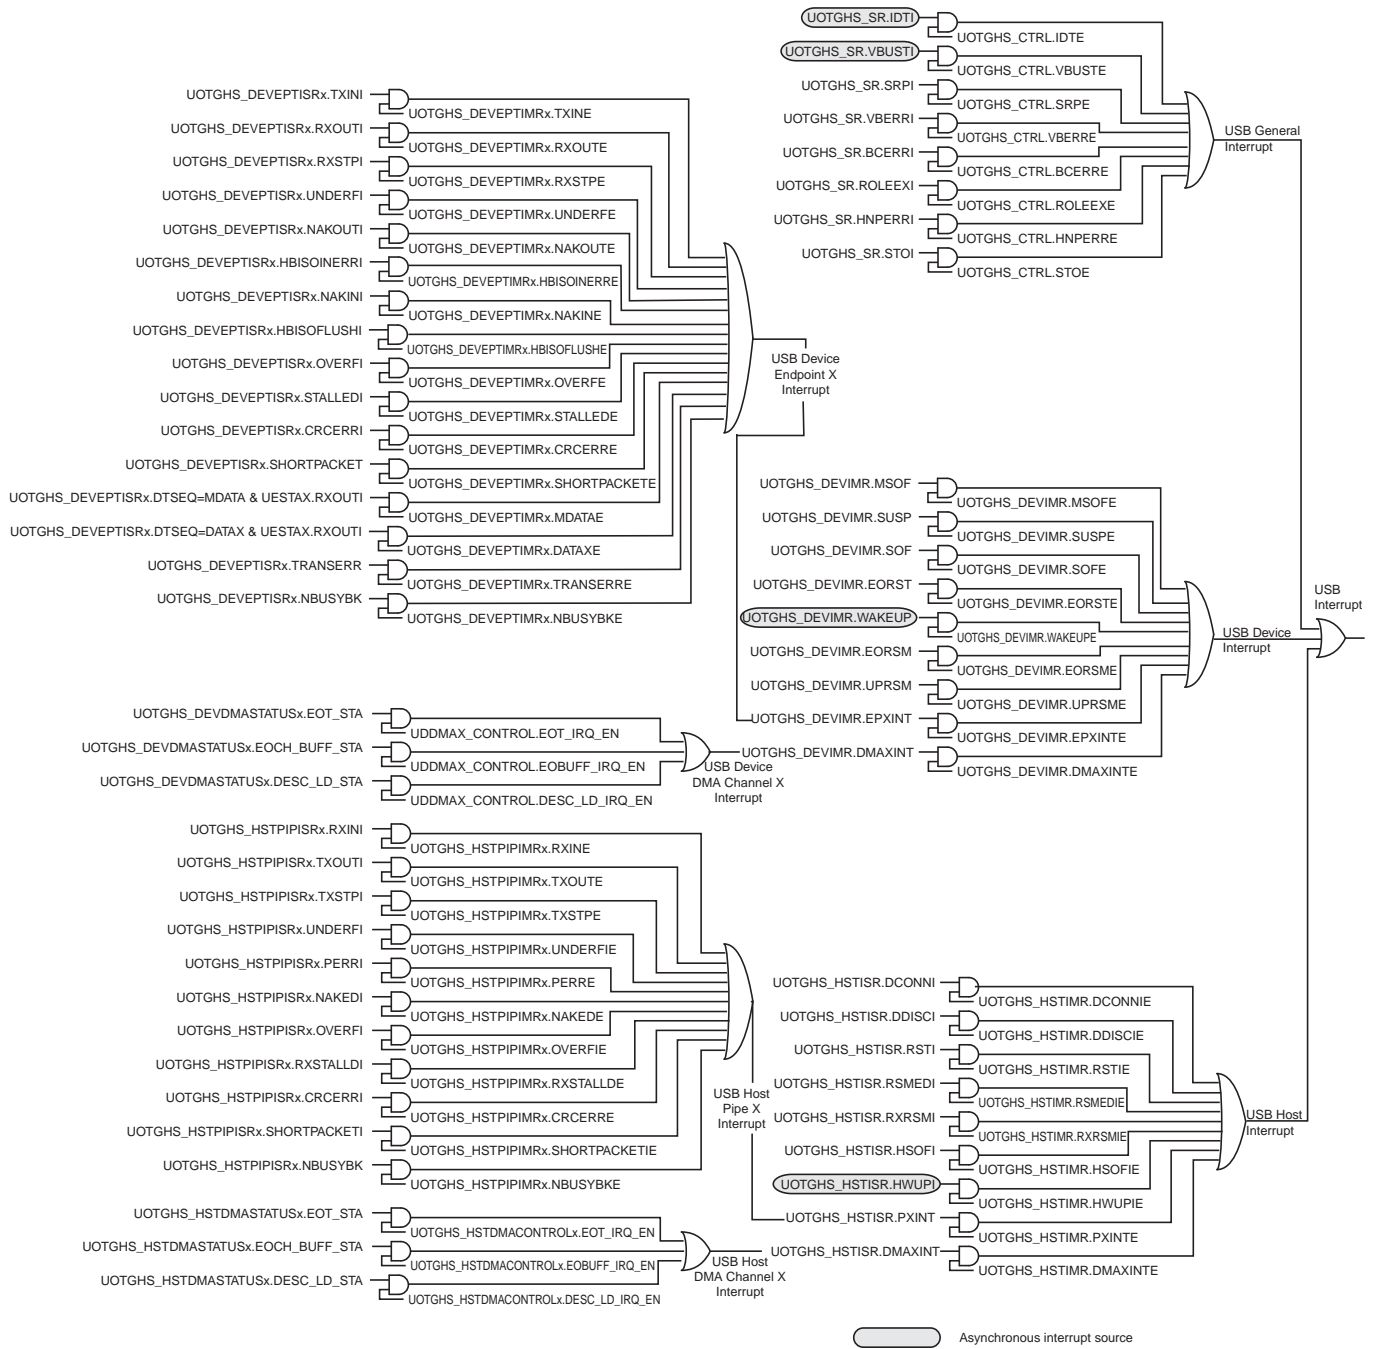 UOTGHS_SR.IDTI
UOTGHS_CTRL.IDTE
UOTGHS_SR.VBUSTI
UOTGHS_CTRL.VBUSTE
UOTGHS_SR.SRPI
UOTGHS_CTRL.SRPE
UOTGHS_SR.VBERRI
UOTGHS_CTRL.VBERRE
UOTGHS_SR.BCERRI
UOTGHS_CTRL.BCERRE
UOTGHS_SR.ROLEEXI
UOTGHS_CTRL.ROLEEXE
UOTGHS_SR.HNPERRI
UOTGHS_CTRL.HNPERRE
UOTGHS_SR.STOI
UOTGHS_CTRL.STOE
USB General
Interrupt
UOTGHS_DEVEPTISRx.TXINI
UOTGHS_DEVEPTIMRx.TXINE
UOTGHS_DEVEPTISRx.RXOUTI
UOTGHS_DEVEPTIMRx.RXOUTE
UOTGHS_DEVEPTISRx.RXSTPI
UOTGHS_DEVEPTIMRx.RXSTPE
UOTGHS_DEVEPTISRx.UNDERFI
UOTGHS_DEVEPTIMRx.UNDERFE
UOTGHS_DEVEPTISRx.NAKOUTI
UOTGHS_DEVEPTIMRx.NAKOUTE
UOTGHS_DEVEPTISRx.HBISOINERRI
UOTGHS_DEVEPTIMRx.HBISOINERRE
UOTGHS_DEVEPTISRx.NAKINI
UOTGHS_DEVEPTIMRx.NAKINE
UOTGHS_DEVEPTISRx.HBISOFLUSHI
UOTGHS_DEVEPTIMRx.HBISOFLUSHE
UOTGHS_DEVEPTISRx.OVERFI
UOTGHS_DEVEPTIMRx.OVERFE
UOTGHS_DEVEPTISRx.STALLEDI
UOTGHS_DEVEPTIMRx.STALLEDE
UOTGHS_DEVEPTISRx.CRCERRI
UOTGHS_DEVEPTIMRx.CRCERRE
UOTGHS_DEVEPTISRx.SHORTPACKET
UOTGHS_DEVEPTIMRx.SHORTPACKETE
UOTGHS_DEVEPTISRx.DTSEQ=MDATA & UESTAX.RXOUTI
UOTGHS_DEVEPTIMRx.MDATAE
UOTGHS_DEVEPTISRx.DTSEQ=DATAX & UESTAX.RXOUTI
UOTGHS_DEVEPTIMRx.DATAXE
UOTGHS_DEVEPTISRx.TRANSERR
UOTGHS_DEVEPTIMRx.TRANSERRE
UOTGHS_DEVEPTISRx.NBUSYBK
UOTGHS_DEVEPTIMRx.NBUSYBKE
USB Device
Endpoint X
Interrupt
UOTGHS_DEVIMR.MSOF
UOTGHS_DEVIMR.MSOFE
UOTGHS_DEVIMR.SUSP
UOTGHS_DEVIMR.SUSPE
UOTGHS_DEVIMR.SOF
UOTGHS_DEVIMR.SOFE
UOTGHS_DEVIMR.EORST
UOTGHS_DEVIMR.EORSTE
UOTGHS_DEVIMR.WAKEUP
UOTGHS_DEVIMR.WAKEUPE
UOTGHS_DEVIMR.EORSM
UOTGHS_DEVIMR.EORSME
UOTGHS_DEVIMR.UPRSM
UOTGHS_DEVIMR.UPRSME
UOTGHS_DEVIMR.EPXINT
UOTGHS_DEVIMR.EPXINTE
UOTGHS_DEVIMR.DMAXINT
UOTGHS_DEVIMR.DMAXINTE
USB Device
Interrupt
USB
Interrupt
UOTGHS_DEVDMASTATUSx.EOT_STA
UDDMAX_CONTROL.EOT_IRQ_EN
UOTGHS_DEVDMASTATUSx.EOCH_BUFF_STA
UDDMAX_CONTROL.EOBUFF_IRQ_EN
UOTGHS_DEVDMASTATUSx.DESC_LD_STA
UDDMAX_CONTROL.DESC_LD_IRQ_EN
USB Device
DMA Channel X
Interrupt
UOTGHS_HSTPIPISRx.RXINI
UOTGHS_HSTPIPIMRx.RXINE
UOTGHS_HSTPIPISRx.TXOUTI
UOTGHS_HSTPIPIMRx.TXOUTE
UOTGHS_HSTPIPISRx.TXSTPI
UOTGHS_HSTPIPIMRx.TXSTPE
UOTGHS_HSTPIPISRx.UNDERFI
UOTGHS_HSTPIPIMRx.UNDERFIE
UOTGHS_HSTPIPISRx.PERRI
UOTGHS_HSTPIPIMRx.PERRE
UOTGHS_HSTPIPISRx.NAKEDI
UOTGHS_HSTPIPIMRx.NAKEDE
UOTGHS_HSTPIPISRx.OVERFI
UOTGHS_HSTPIPIMRx.OVERFIE
UOTGHS_HSTPIPISRx.RXSTALLDI
UOTGHS_HSTPIPIMRx.RXSTALLDE
UOTGHS_HSTPIPISRx.CRCERRI
UOTGHS_HSTPIPIMRx.CRCERRE
UOTGHS_HSTPIPISRx.SHORTPACKETI
UOTGHS_HSTPIPIMRx.SHORTPACKETIE
UOTGHS_HSTPIPISRx.NBUSYBK
UOTGHS_HSTPIPIMRx.NBUSYBKE
USB Host
Pipe X
Interrupt
UOTGHS_HSTISR.DCONNI
UOTGHS_HSTIMR.DCONNIE
UOTGHS_HSTISR.DDISCI
UOTGHS_HSTIMR.DDISCIE
UOTGHS_HSTISR.RSTI
UOTGHS_HSTIMR.RSTIE
UOTGHS_HSTISR.RSMEDI
UOTGHS_HSTIMR.RSMEDIE
UOTGHS_HSTISR.RXRSMI
UOTGHS_HSTIMR.RXRSMIE
UOTGHS_HSTISR.HSOFI
UOTGHS_HSTIMR.HSOFIE
UOTGHS_HSTISR.HWUPI
UOTGHS_HSTIMR.HWUPIE
UOTGHS_HSTISR.PXINT
UOTGHS_HSTIMR.PXINTE
UOTGHS_HSTISR.DMAXINT
UOTGHS_HSTIMR.DMAXINTE
USB Host
Interrupt
UOTGHS_HSTDMASTATUSx.EOT_STA
UOTGHS_HSTDMACONTROLx.EOT_IRQ_EN
UOTGHS_HSTDMASTATUSx.EOCH_BUFF_STA
UOTGHS_HSTDMACONTROLx.EOBUFF_IRQ_EN
UOTGHS_HSTDMASTATUSx.DESC_LD_STA
UOTGHS_HSTDMACONTROLx.DESC_LD_IRQ_EN
USB Host
DMA Channel X
Interrupt
Asynchronous interrupt source